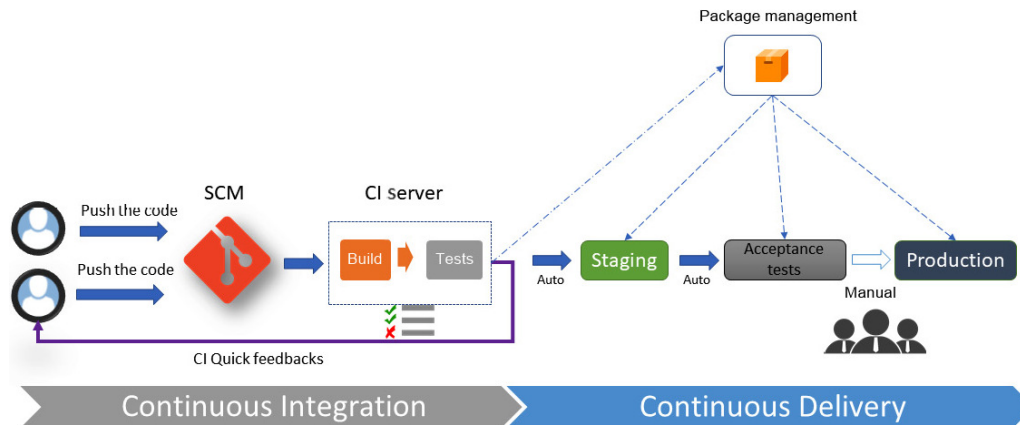 Package management
SCM
CI server
Push the code
Push the code
Build
Tests
Auto
Staging
Auto
Acceptance
tests
Production
Manual
CI Quick feedbacks
Continuous Integration
Continuous Delivery